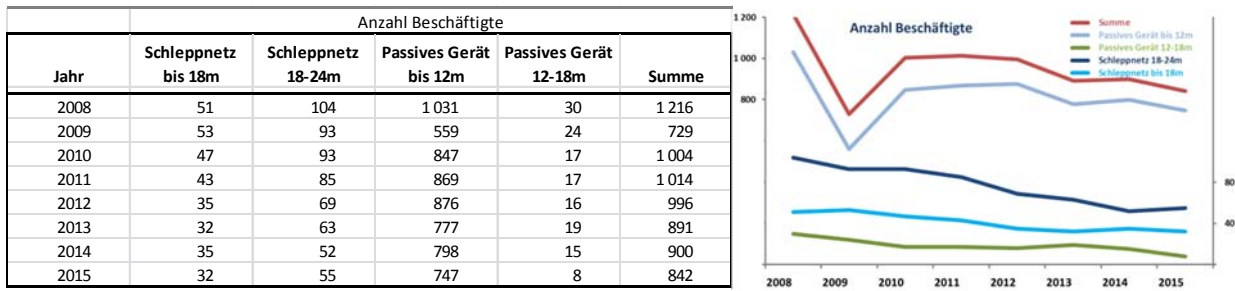 Anzahl Beschäftigte
Jahr Schleppnetz bis 18m Schleppnetz 18-24m Passives Gerät bis 12m Passives Gerät 12-18m Summe
2008 51 104 1 031 30 1 216
2009 53 93 559 24 729
2010 47 93 847 17 1 004
2011 43 85 869 17 1 014
2012 35 69 876 16 996
2013 32 63 777 19 891
2014 35 52 798 15 900
2015 32 55 747 8 842
Anzahl Beschäftigte
Summe
Passives Gerät bis 12m
Passives Gerät 12-18m
Schleppnetz 18-24m
Schleppnetz bis 18m
1 200
1 000
800
80
40
2008 2009 2010 2011 2012 2013 2014 2015